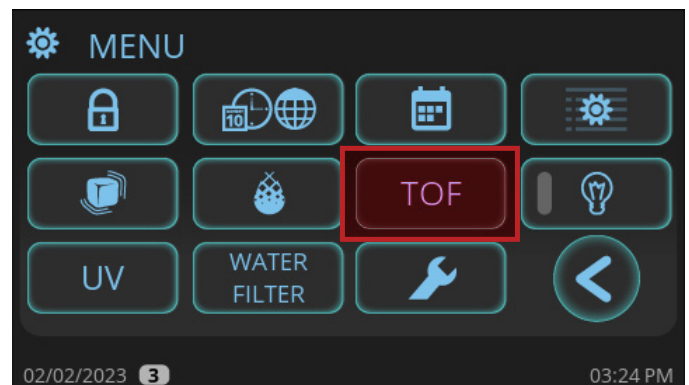 MENU
10
TOF
UV
WATER
FILTER
02/02/2023 3
03:24 PM